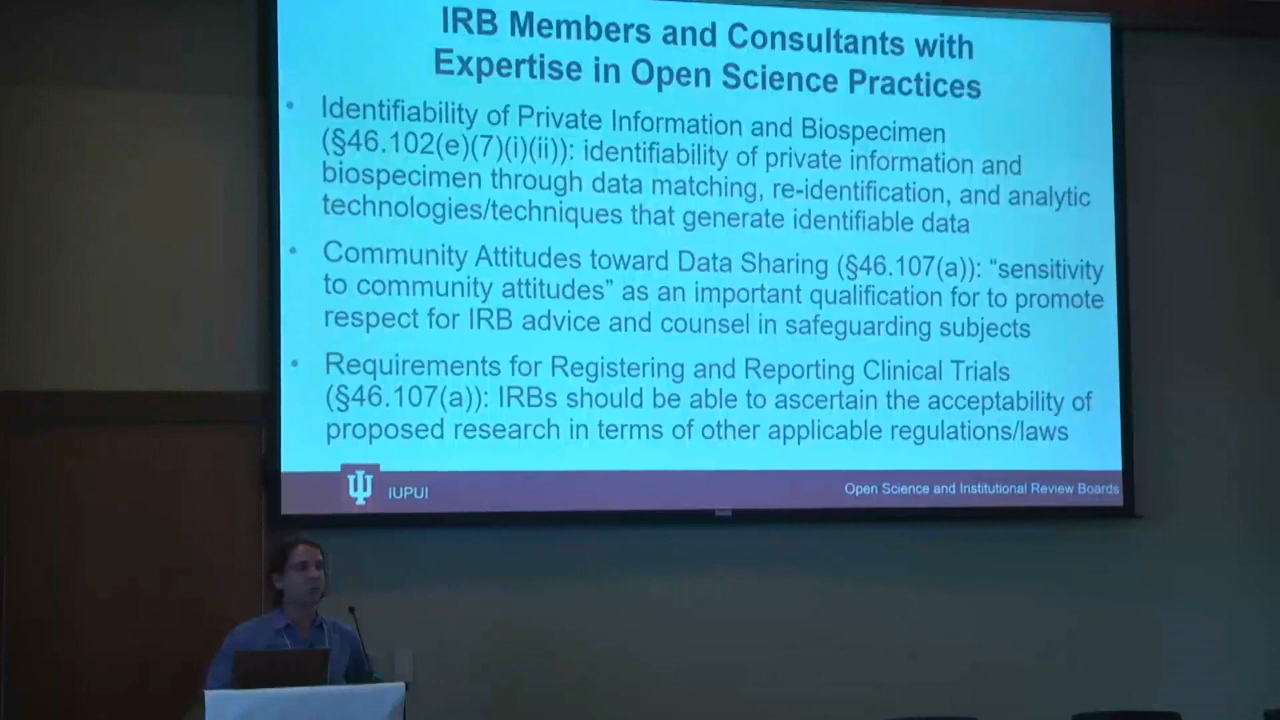 IRB Members and Consultants with
Expertise in Open Science Practices
• Identifiability of Private Information and Biospecimen
(§46.102(e)(7)(i)(ii)): identifiability of private information and
biospecimen through data matching, re-identification, and analytic
technologies/techniques that generate identifiable data
• Community Attitudes toward Data Sharing (§46.107(a)): “sensitivity
to community attitudes” as an important qualification for to promote
respect for IRB advice and counsel in safeguarding subjects
• Requirements for Registering and Reporting Clinical Trials
(§46.107(a)): IRBs should be able to ascertain the acceptability of
proposed research in terms of other applicable regulations/laws
IUPUI
Open Science and Institutional Review Boards